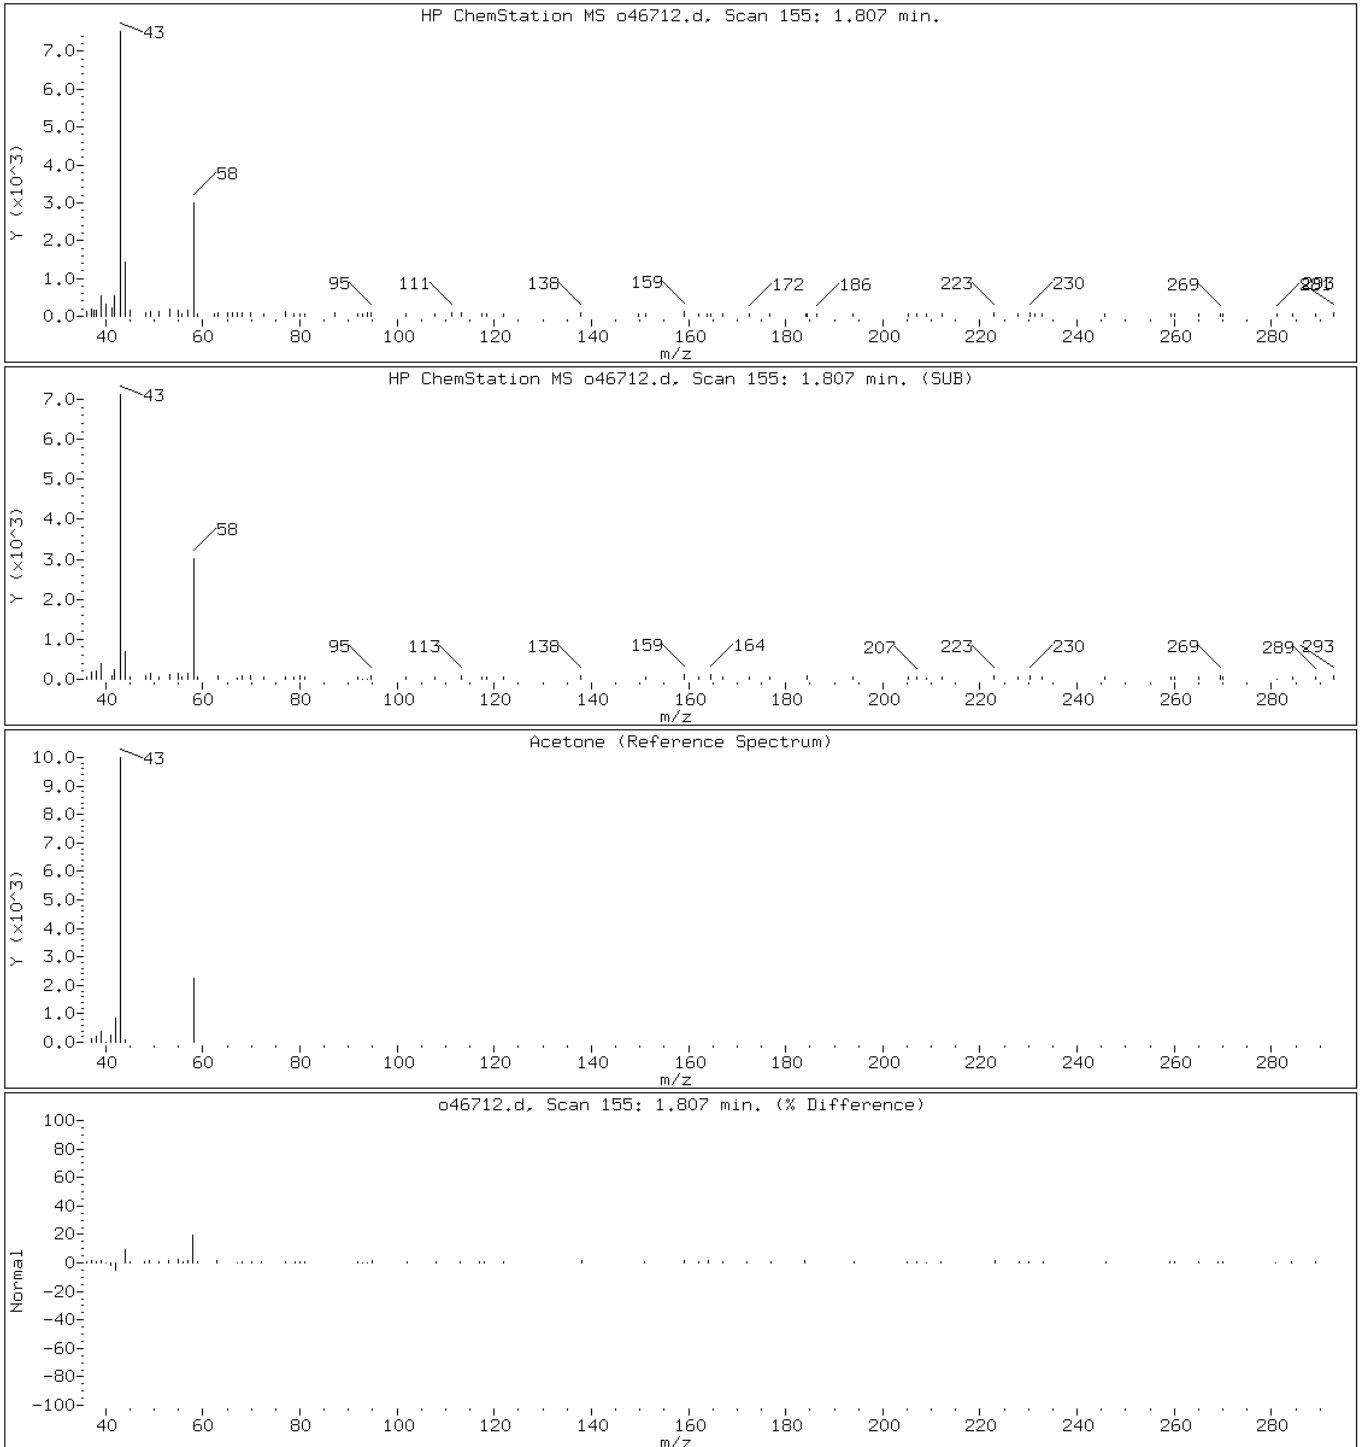 HP ChemStation MS o46712.d, Scan 155: 1.807 min.
43
7.0
6.0
5.0
58
4.0
Y (x10^3)
3.0
2.0
1.0
95 111 138 159 172 186 223 230 269 293
0.0
40 60 80 100 120 140 160 180 200 220 240 260 280
m/z
HP ChemStation MS o46712.d, Scan 155: 1.807 min. (SUB)
43
7.0
6.0
5.0
58
4.0
Y (x10^3)
3.0
2.0
1.0
95 113 138 159 164 207 223 230 269 289 293
0.0
40 60 80 100 120 140 160 180 200 220 240 260 280
m/z
Acetone (Reference Spectrum)
43
10.0
9.0
8.0
7.0
6.0
5.0
Y (x10^3)
4.0
3.0
2.0
1.0
0.0
40 60 80 100 120 140 160 180 200 220 240 260 280
m/z
o46712.d, Scan 155: 1.807 min. (% Difference)
100
80
60
40
20
0
Normal
-20
-40
-60
-80
-100
40 60 80 100 120 140 160 180 200 220 240 260 280
m/z